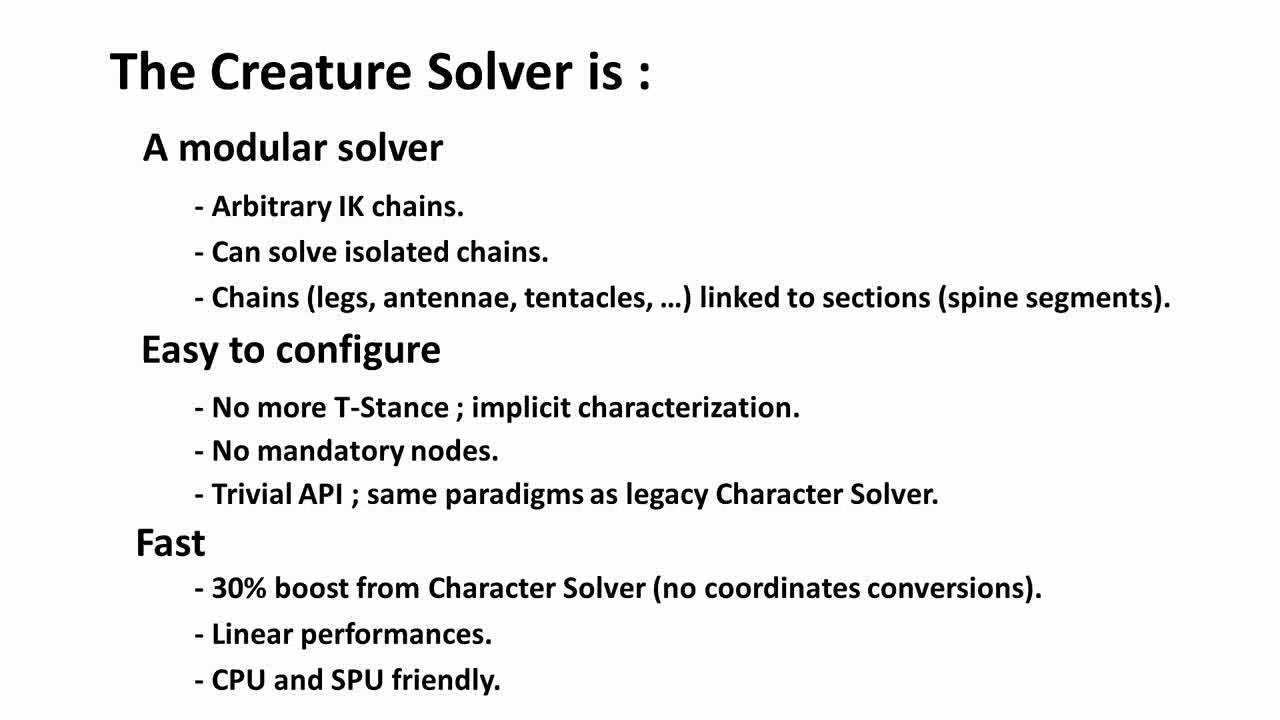 The Creature Solver is :
A modular solver
- Arbitrary IK chains.
- Can solve isolated chains.
- Chains (legs, antennae, tentacles, ...) linked to sections (spine segments).
Easy to configure
- No more T-Stance ; implicit characterization.
- No mandatory nodes.
- Trivial API ; same paradigms as legacy Character Solver.
Fast
- 30% boost from Character Solver (no coordinates conversions).
- Linear performances.
- CPU and SPU friendly.